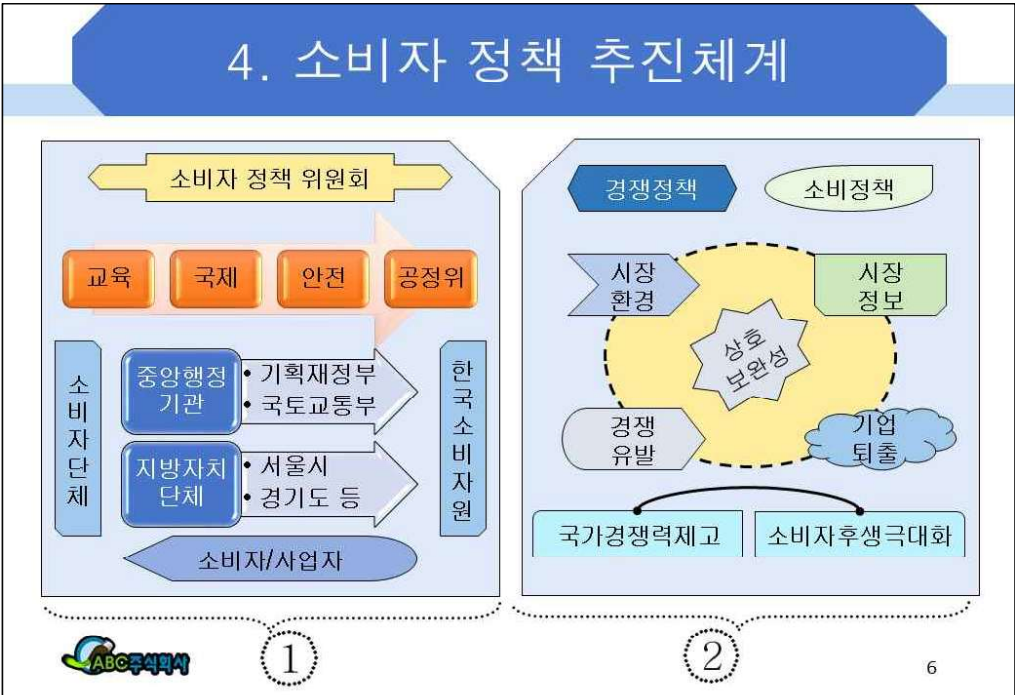 4. 소비자 정책 추진체계
소비자 정책 위원회
교육
국제
안전
공정위
소비자단체
중앙행정
기관
• 기획재정부
• 국토교통부
지방자치
단체
• 서울시
• 경기도 등
한국소비자원
소비자/사업자
1
경쟁정책
소비정책
시장
환경
시장
정보
상호
보완성
경쟁
유발
기업
퇴출
국가경쟁력제고
소비자후생극대화
2
ABC주식회사
6